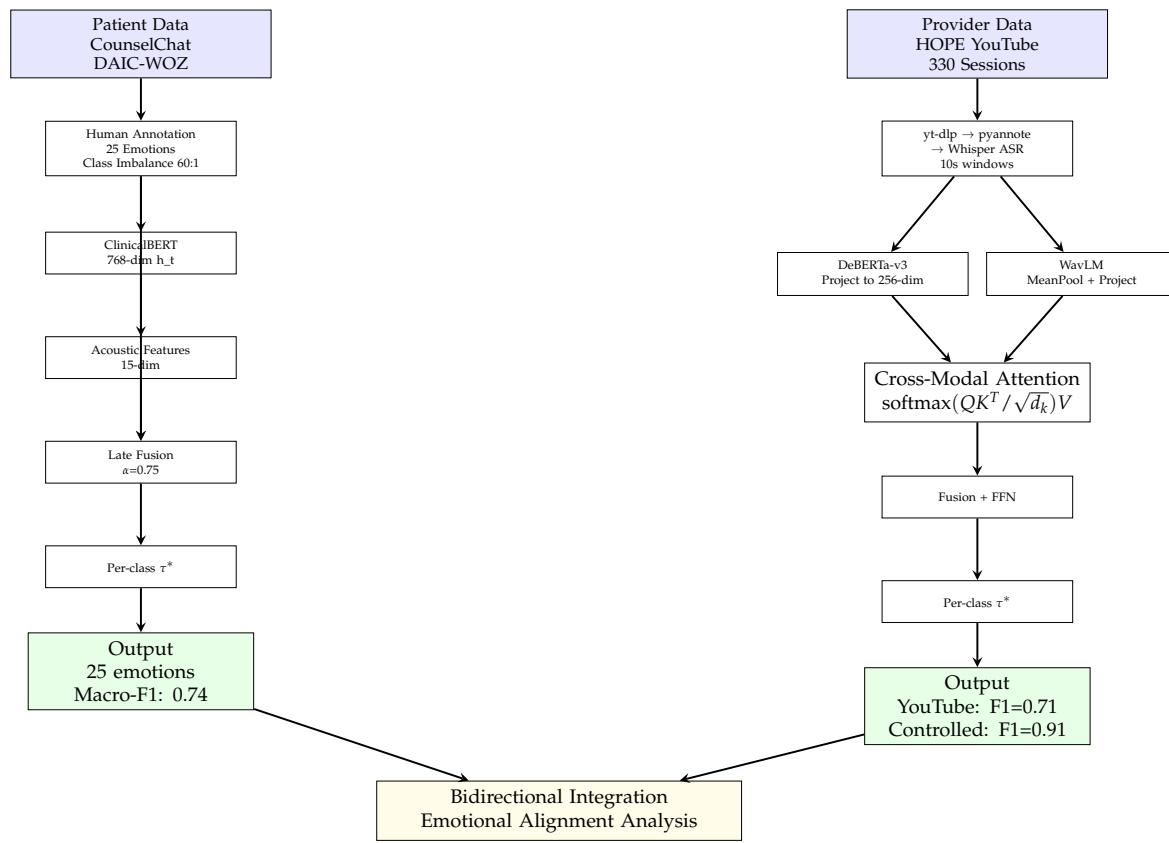 Patient Data
CounselChat
DAIC-WOZ
Human Annotation
25 Emotions
Class Imbalance 60:1
ClinicalBERT
768-dim h_t
Acoustic Features
15-dim
Late Fusion
α=0.75
Per-class τ*
Output
25 emotions
Macro-F1: 0.74
Provider Data
HOPE YouTube
330 Sessions
yt-dlp → pyannote
→ Whisper ASR
10s windows
DeBERTa-v3
Project to 256-dim
WavLM
MeanPool + Project
Cross-Modal Attention
softmax(QK^T/√d_k)V
Fusion + FFN
Per-class τ*
Output
YouTube: F1=0.71
Controlled: F1=0.91
Bidirectional Integration
Emotional Alignment Analysis